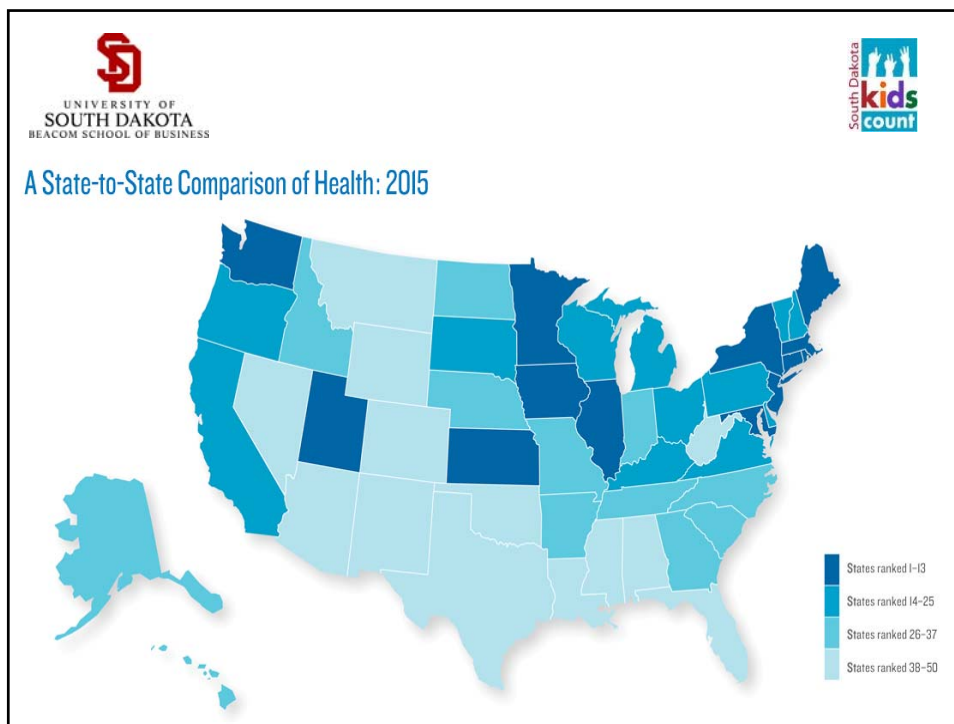 UNIVERSITY OF
SOUTH DAKOTA
BEACOM SCHOOL OF BUSINESS
South Dakota
kids
count
A State-to-State Comparison of Health: 2015
States ranked 1-13
States ranked 14-25
States ranked 26-37
States ranked 38-50